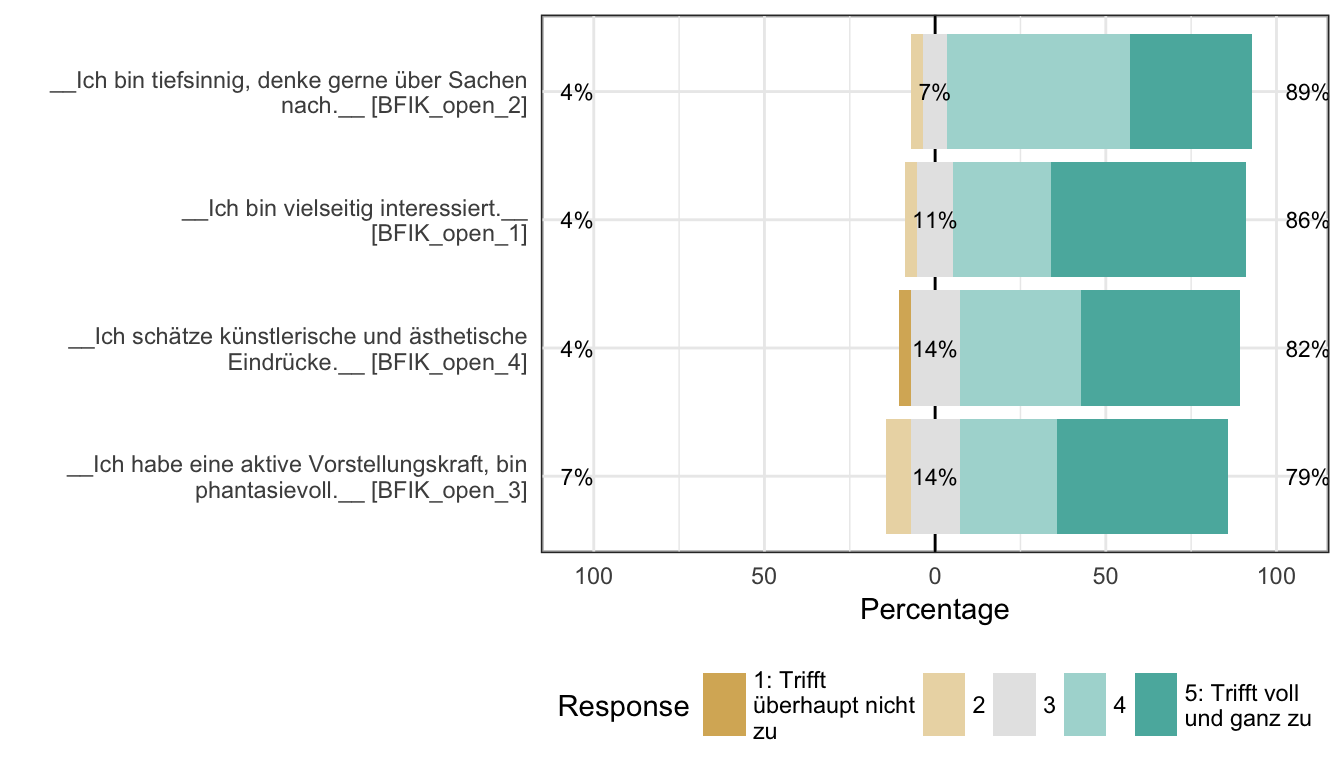 __Ich bin tiefsinnig, denke gerne über Sachen
nach.__ [BFIK_open_2]
4%
7%
89%
__Ich bin vielseitig interessiert.__
[BFIK_open_1]
4%
11%
86%
__Ich schätze künstlerische und ästhetische
Eindrücke.__ [BFIK_open_4]
4%
14%
82%
__Ich habe eine aktive Vorstellungskraft, bin
phantasievoll.__ [BFIK_open_3]
7%
14%
79%
100 50 0 50 100
Percentage
Response
1: Trifft
überhaupt nicht
zu
2
3
4
5: Trifft voll
und ganz zu